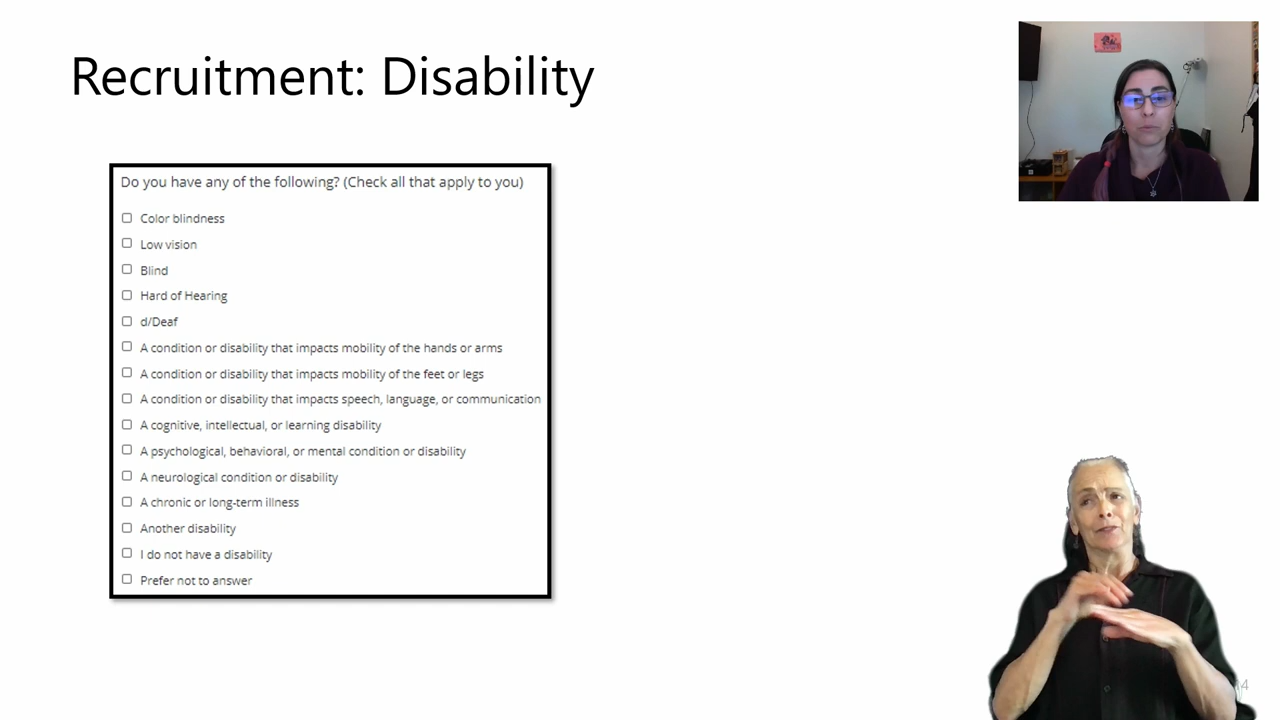 Recruitment: Disability
Do you have any of the following? (Check all that apply to you)
Color blindness
Low vision
Blind
Hard of Hearing
d/Deaf
A condition or disability that impacts mobility of the hands or arms
A condition or disability that impacts mobility of the feet or legs
A condition or disability that impacts speech, language, or communication
A cognitive, intellectual, or learning disability
A psychological, behavioral, or mental condition or disability
A neurological condition or disability
A chronic or long-term illness
Another disability
I do not have a disability
Prefer not to answer